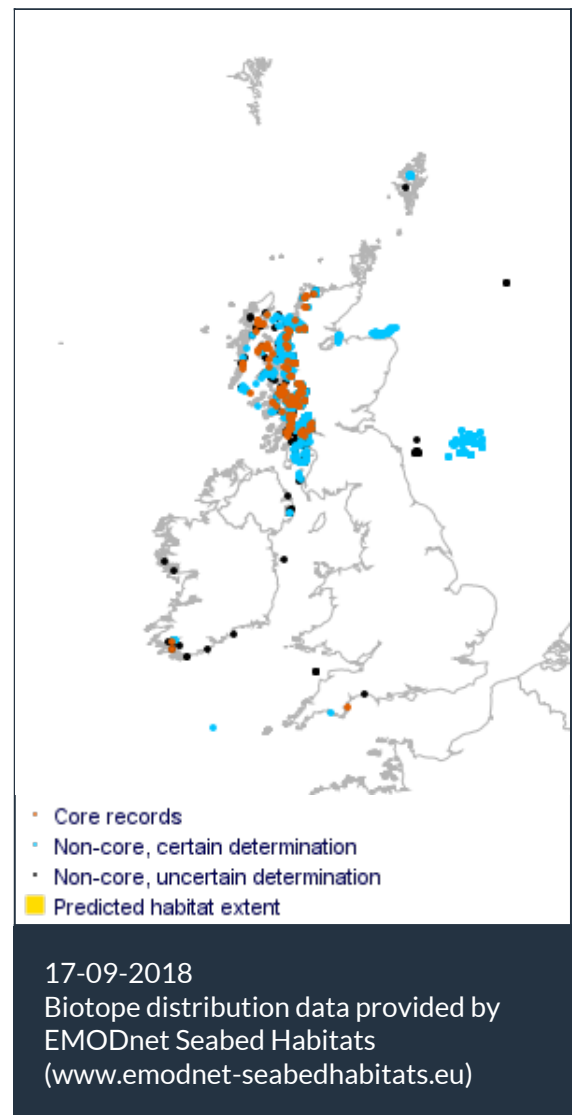 Core records
Non-core, certain determination
Non-core, uncertain determination
Predicted habitat extent
17-09-2018
Biotope distribution data provided by
EMODnet Seabed Habitats
(www.emodnet-seabedhabitats.eu)